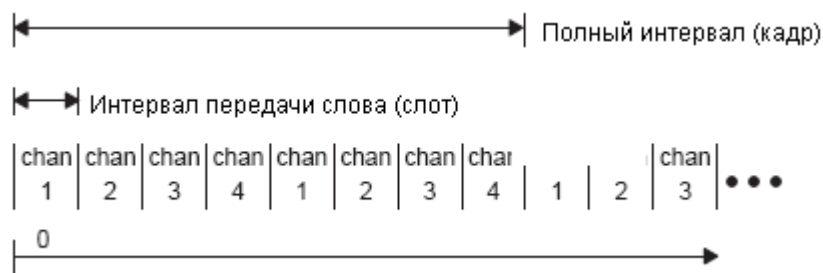 Полный интервал (кадр)
Интервал передачи слова (слот)
chan chan chan chan chan chan chan chan chan
1 2 3 4 1 2 3 4 1 2 3
0